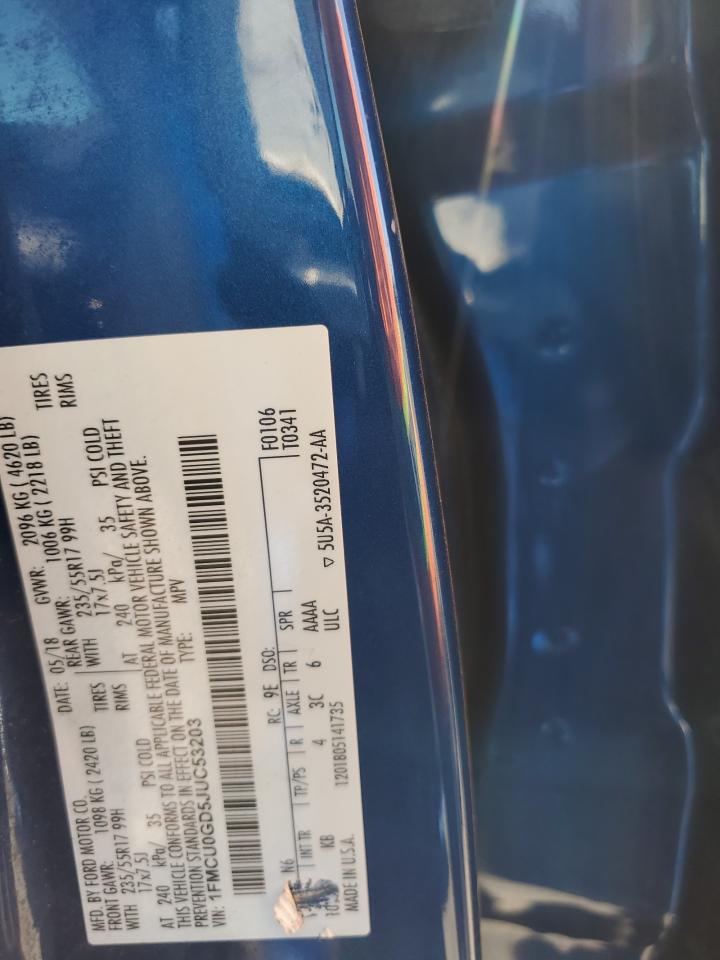 MFD. BY FORD MOTOR CO.
DATE: 05/18 GVWR: 2096 KG ( 4620 LB)
FRONT GAWR: 1098 KG ( 2420 LB) REAR GAWR: 1006 KG ( 2218 LB)
WITH 235/55R17 99H TIRES WITH 235/55R17 99H TIRES
17x7.5J RIMS 17x7.5J RIMS
AT 240 kPa/ 35 PSI COLD AT 240 kPa/ 35 PSI COLD
THIS VEHICLE CONFORMS TO ALL APPLICABLE FEDERAL MOTOR VEHICLE SAFETY AND THEFT
PREVENTION STANDARDS IN EFFECT ON THE DATE OF MANUFACTURE SHOWN ABOVE.
VIN: 1FMCU0GD5JUC53203 TYPE: MPV
F0106
T0341
N6 RC: 9E DSO:
INT TR TP/PS R AXLE TR SPR
KB 4 3C 6 AAAA
ULC
1201805141735
MADE IN U.S.A. ▽ 5U5A-3520472-AA